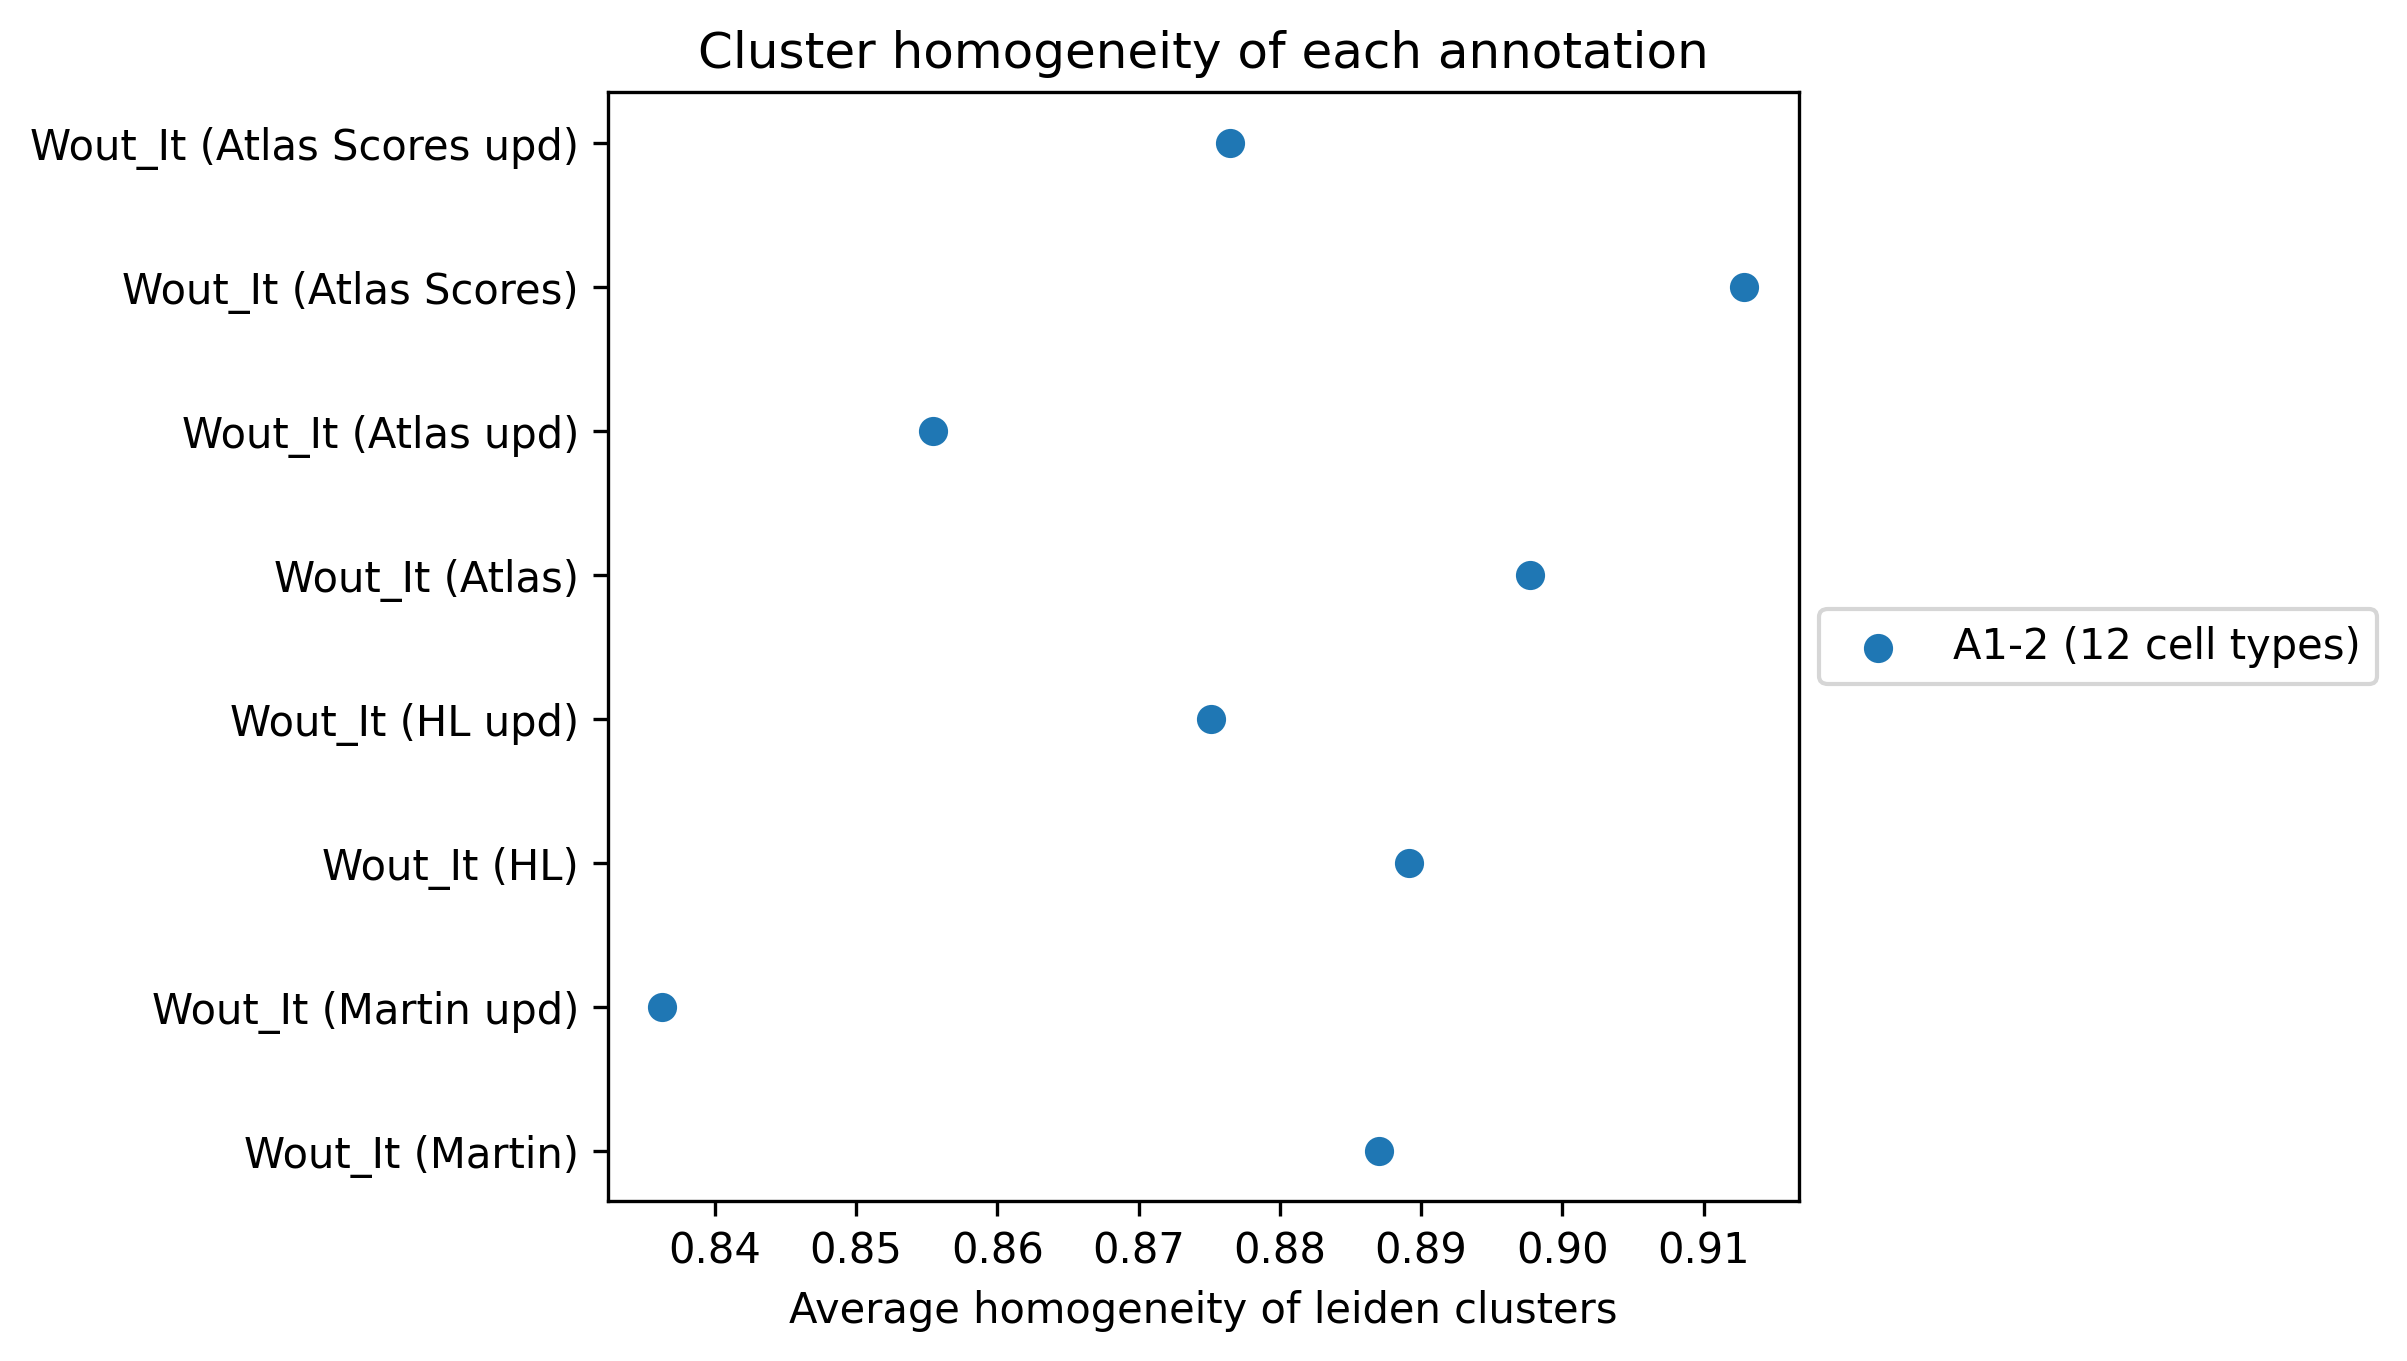 Cluster homogeneity of each annotation
Wout_It (Atlas Scores upd)
Wout_It (Atlas Scores)
Wout_It (Atlas upd)
Wout_It (Atlas)
Wout_It (HL upd)
Wout_It (HL)
Wout_It (Martin upd)
Wout_It (Martin)
A1-2 (12 cell types)
0.84 0.85 0.86 0.87 0.88 0.89 0.90 0.91
Average homogeneity of leiden clusters